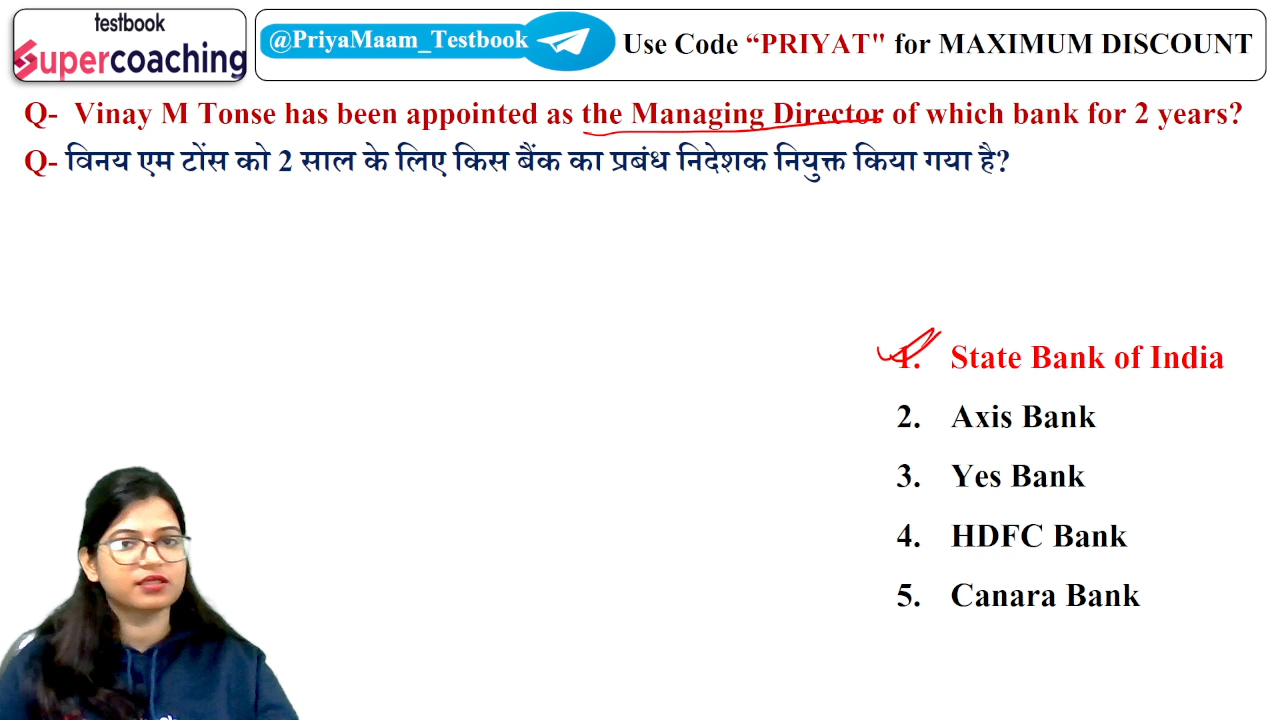 testbook
Supercoaching
@PriyaMaam_Testbook
Use Code “PRIYAT" for MAXIMUM DISCOUNT
Q- Vinay M Tonse has been appointed as the Managing Director of which bank for 2 years?
Q- विनय एम टोंस को 2 साल के लिए किस बैंक का प्रबंध निदेशक नियुक्त किया गया है?
1. State Bank of India
2. Axis Bank
3. Yes Bank
4. HDFC Bank
5. Canara Bank